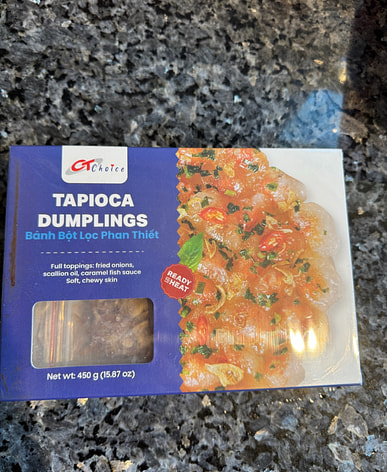 CT Choice
TAPIOCA
DUMPLINGS
Bánh Bột Lọc Phan Thiết
Full toppings: fried onions,
scallion oil, caramel fish sauce
Soft, chewy skin
READY
TO HEAT
Net wt: 450 g (15.87 oz)